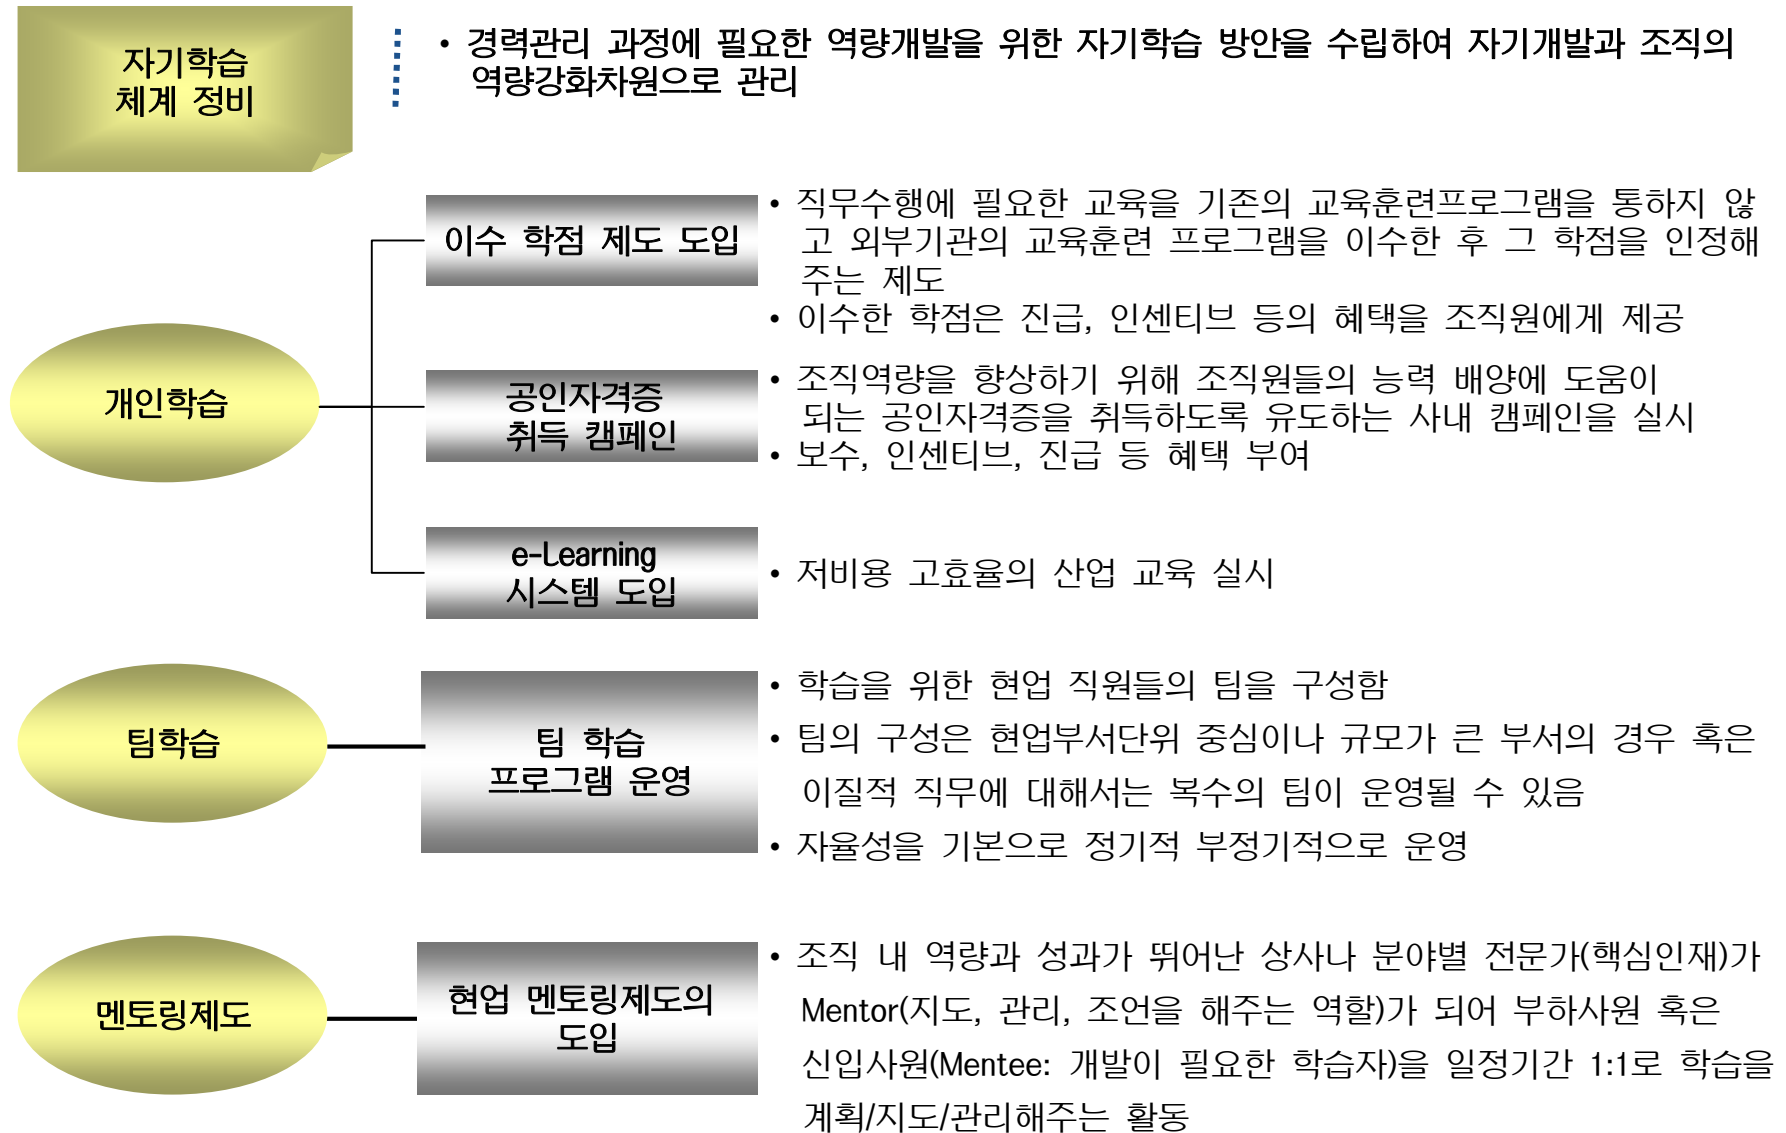 자기학습
체계 정비
• 경력관리 과정에 필요한 역량개발을 위한 자기학습 방안을 수립하여 자기개발과 조직의
역량강화차원으로 관리
개인학습
이수 학점 제도 도입
• 직무수행에 필요한 교육을 기존의 교육훈련프로그램을 통하지 않
고 외부기관의 교육훈련 프로그램을 이수한 후 그 학점을 인정해
주는 제도
• 이수한 학점은 진급, 인센티브 등의 혜택을 조직원에게 제공
공인자격증
취득 캠페인
• 조직역량을 향상하기 위해 조직원들의 능력 배양에 도움이
되는 공인자격증을 취득하도록 유도하는 사내 캠페인을 실시
• 보수, 인센티브, 진급 등 혜택 부여
e-Learning
시스템 도입
• 저비용 고효율의 산업 교육 실시
팀학습
팀 학습
프로그램 운영
• 학습을 위한 현업 직원들의 팀을 구성함
• 팀의 구성은 현업부서단위 중심이나 규모가 큰 부서의 경우 혹은
이질적 직무에 대해서는 복수의 팀이 운영될 수 있음
• 자율성을 기본으로 정기적 부정기적으로 운영
멘토링제도
현업 멘토링제도의
도입
• 조직 내 역량과 성과가 뛰어난 상사나 분야별 전문가(핵심인재)가
Mentor(지도, 관리, 조언을 해주는 역할)가 되어 부하사원 혹은
신입사원(Mentee: 개발이 필요한 학습자)을 일정기간 1:1로 학습을
계획/지도/관리해주는 활동